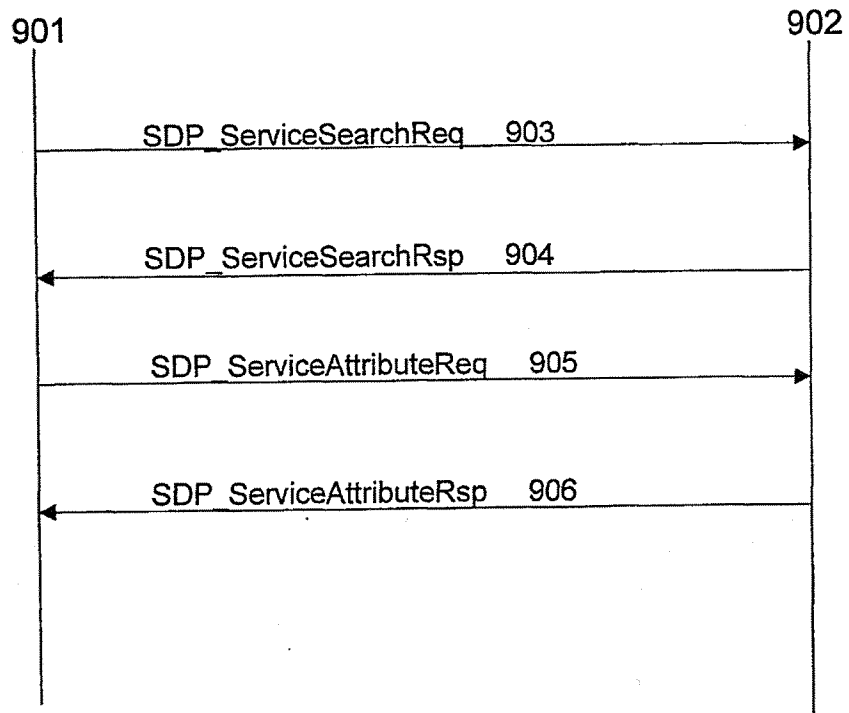 901 902
SDP_ServiceSearchReq 903
SDP_ServiceSearchRsp 904
SDP_ServiceAttributeReq 905
SDP_ServiceAttributeRsp 906